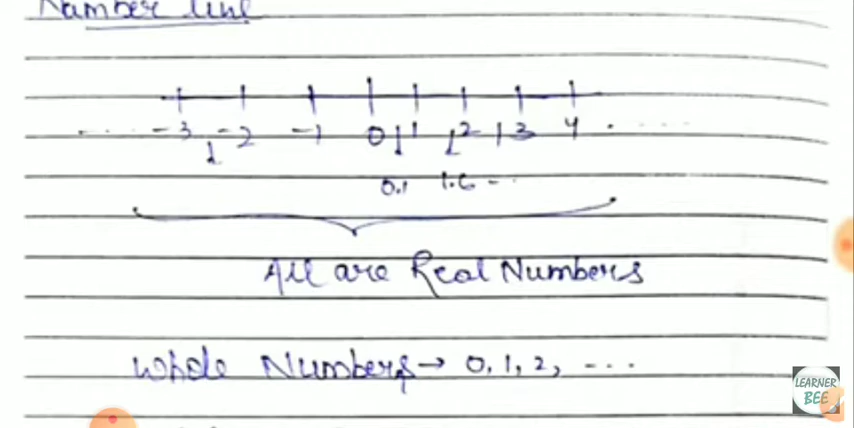 Number line
.... -3 -2 -1 0 1 2 3 4 . ....
0.1 1.6 - ..
All are Real Numbers
Whole Numbers → 0, 1, 2, ---
LEARNER
BEE